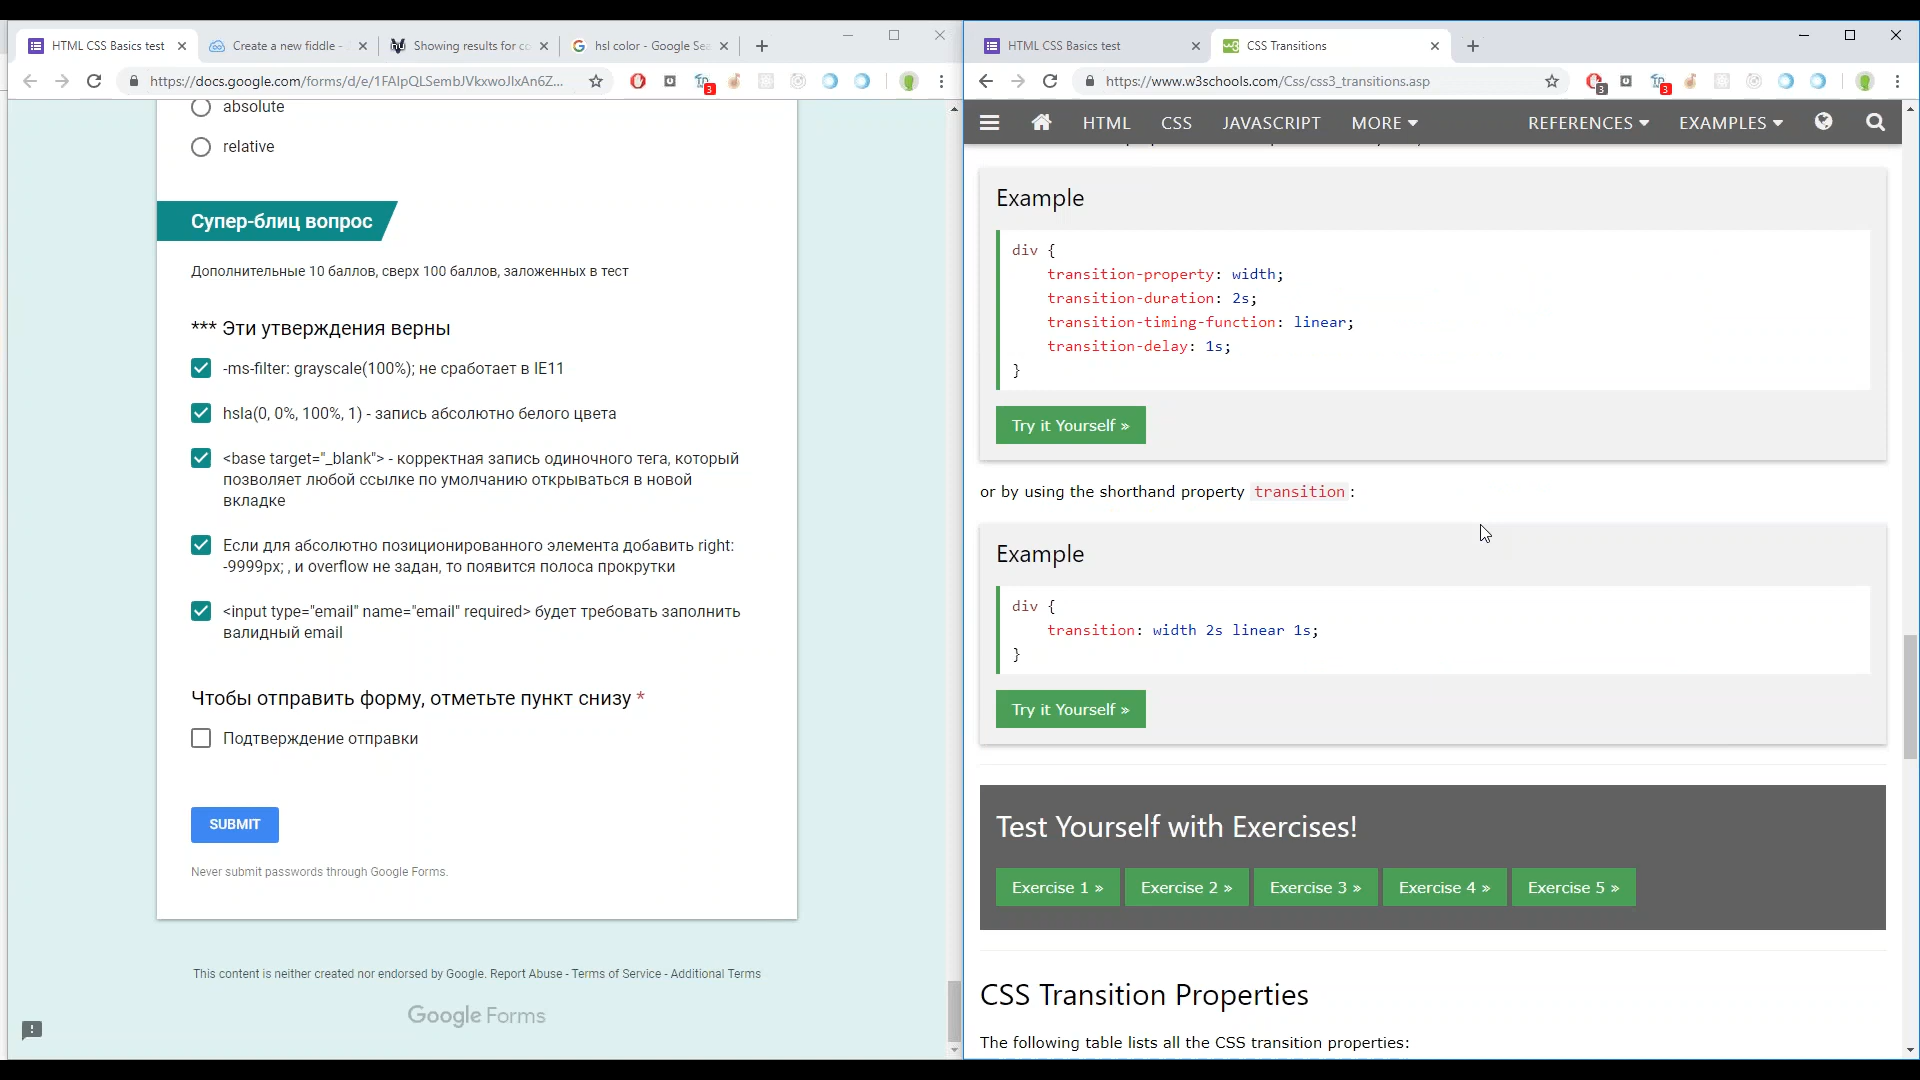 HTML CSS Basics test
Create a new fiddle -
Showing results for co
hsl color - Google Sea
https://docs.google.com/forms/d/e/1FAIpQLSembJVkxwoJlxAn6Z...
3
absolute
relative
Супер-блиц вопрос
Дополнительные 10 баллов, сверх 100 баллов, заложенных в тест
*** Эти утверждения верны
-ms-filter: grayscale(100%); не сработает в IE11
hsla(0, 0%, 100%, 1) - запись абсолютно белого цвета
<base target="_blank"> - корректная запись одиночного тега, который
позволяет любой ссылке по умолчанию открываться в новой
вкладке
Если для абсолютно позиционированного элемента добавить right:
-9999px; , и overflow не задан, то появится полоса прокрутки
<input type="email" name="email" required> будет требовать заполнить
валидный email
Чтобы отправить форму, отметьте пункт снизу *
Подтверждение отправки
SUBMIT
Never submit passwords through Google Forms.
This content is neither created nor endorsed by Google. Report Abuse - Terms of Service - Additional Terms
Google Forms
HTML CSS Basics test
CSS Transitions
https://www.w3schools.com/Css/css3_transitions.asp
3
3
HTML
CSS
JAVASCRIPT
MORE
REFERENCES
EXAMPLES
Example
div {
transition-property: width;
transition-duration: 2s;
transition-timing-function: linear;
transition-delay: 1s;
}
Try it Yourself »
or by using the shorthand property transition:
Example
div {
transition: width 2s linear 1s;
}
Try it Yourself »
Test Yourself with Exercises!
Exercise 1 »
Exercise 2 »
Exercise 3 »
Exercise 4 »
Exercise 5 »
CSS Transition Properties
The following table lists all the CSS transition properties: